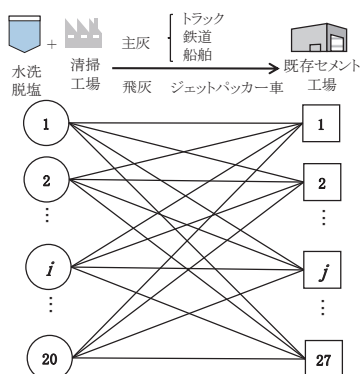 トラック
主灰 鉄道
船舶
+
水洗脱塩 清掃工場 飛灰 ジェットパッカー車 既存セメント工場
1 1
2 2
⋮ ⋮
i j
⋮ ⋮
20 27